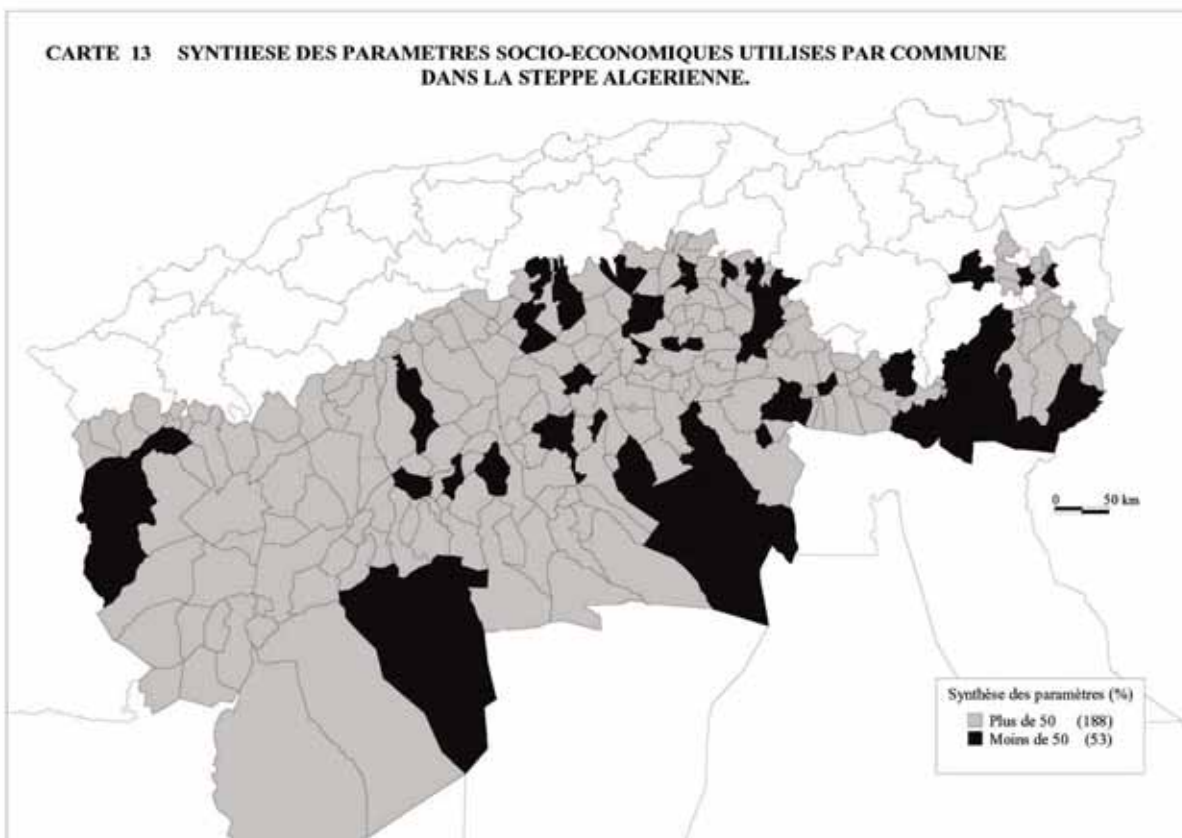 CARTE 13 SYNTHESE DES PARAMETRES SOCIO-ECONOMIQUES UTILISES PAR COMMUNE
DANS LA STEPPE ALGERIENNE.
0 50 km
Synthèse des paramètres (%)
Plus de 50 (188)
Moins de 50 (53)